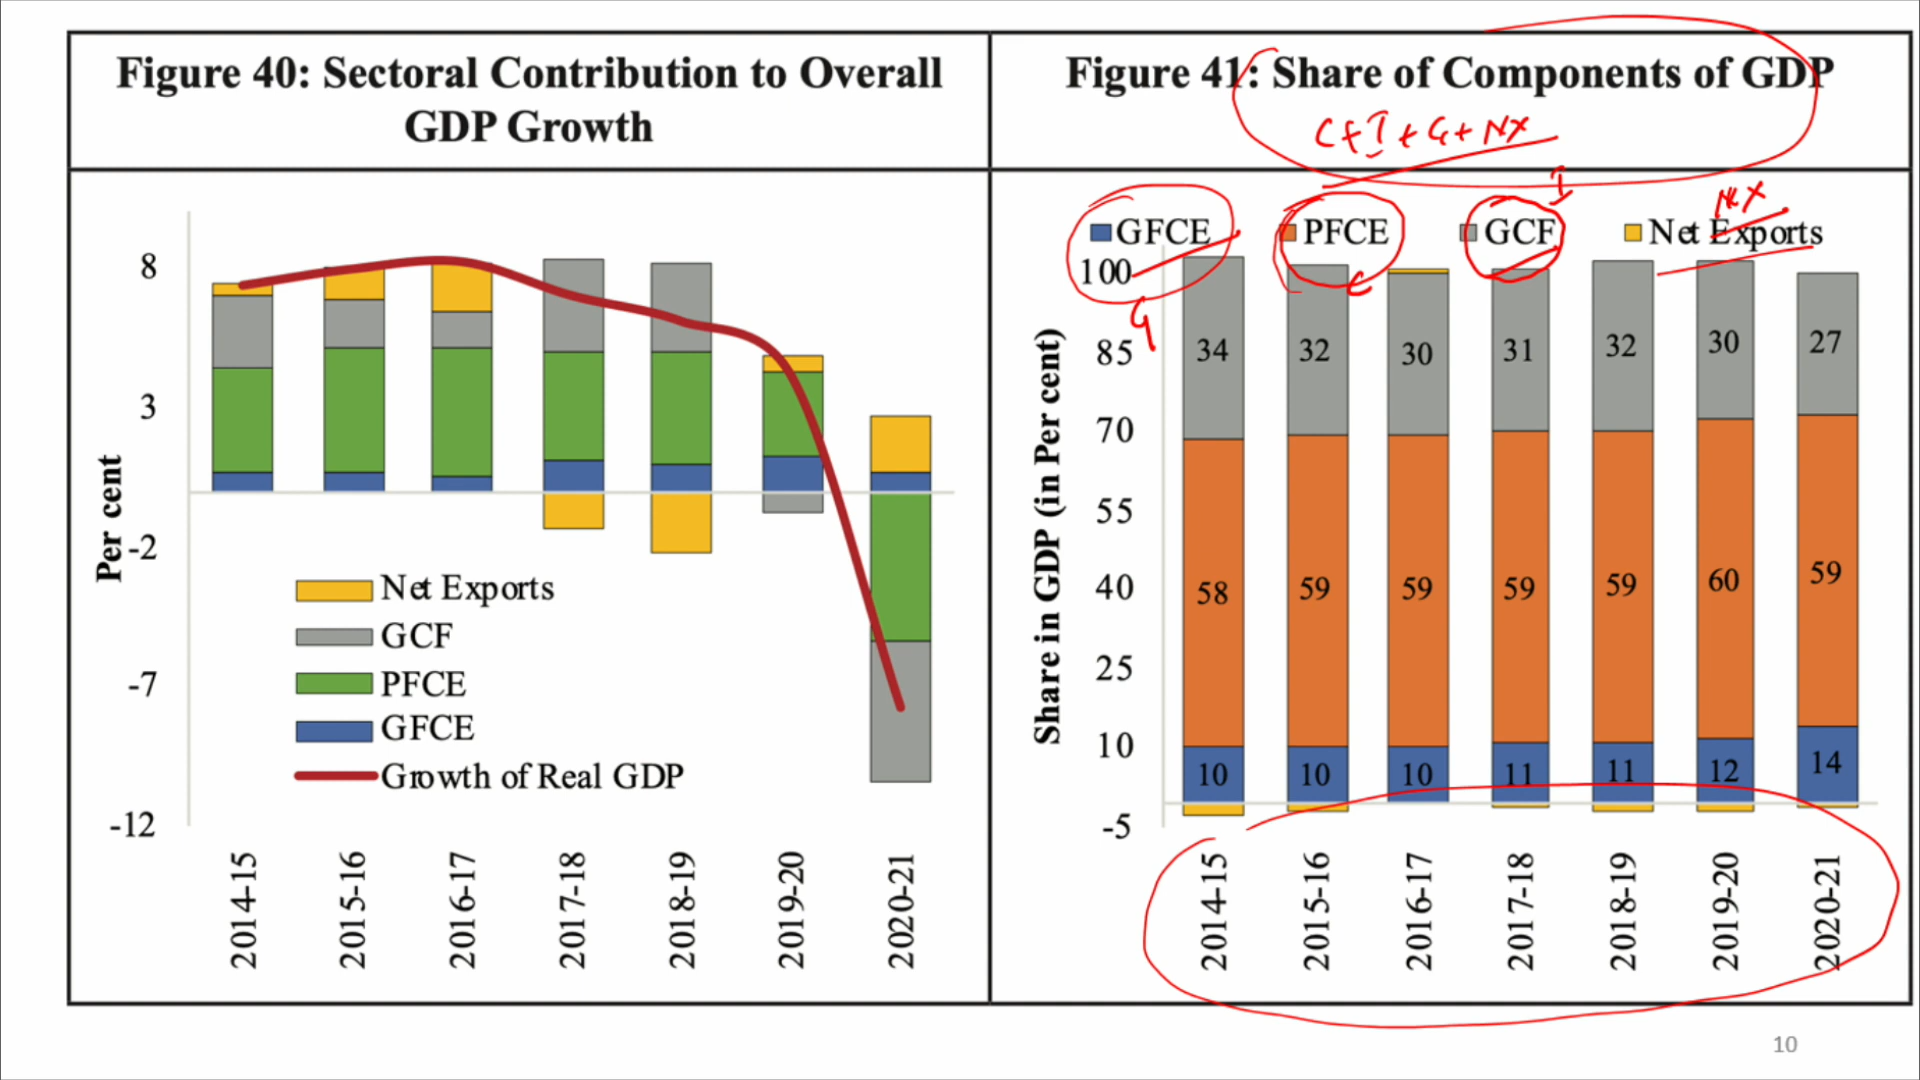 Figure 40: Sectoral Contribution to Overall
GDP Growth
8
3
-2
-7
-12
Per cent
Net Exports
GCF
PFCE
GFCE
Growth of Real GDP
2014-15
2015-16
2016-17
2017-18
2018-19
2019-20
2020-21
Figure 41: Share of Components of GDP
C+I+G+NX
I
NX
GFCE PFCE GCF Net Exports
G
C
100
85
70
55
40
25
10
-5
Share in GDP (in Per cent)
34 32 30 31 32 30 27
58 59 59 59 59 60 59
10 10 10 11 11 12 14
2014-15
2015-16
2016-17
2017-18
2018-19
2019-20
2020-21
10